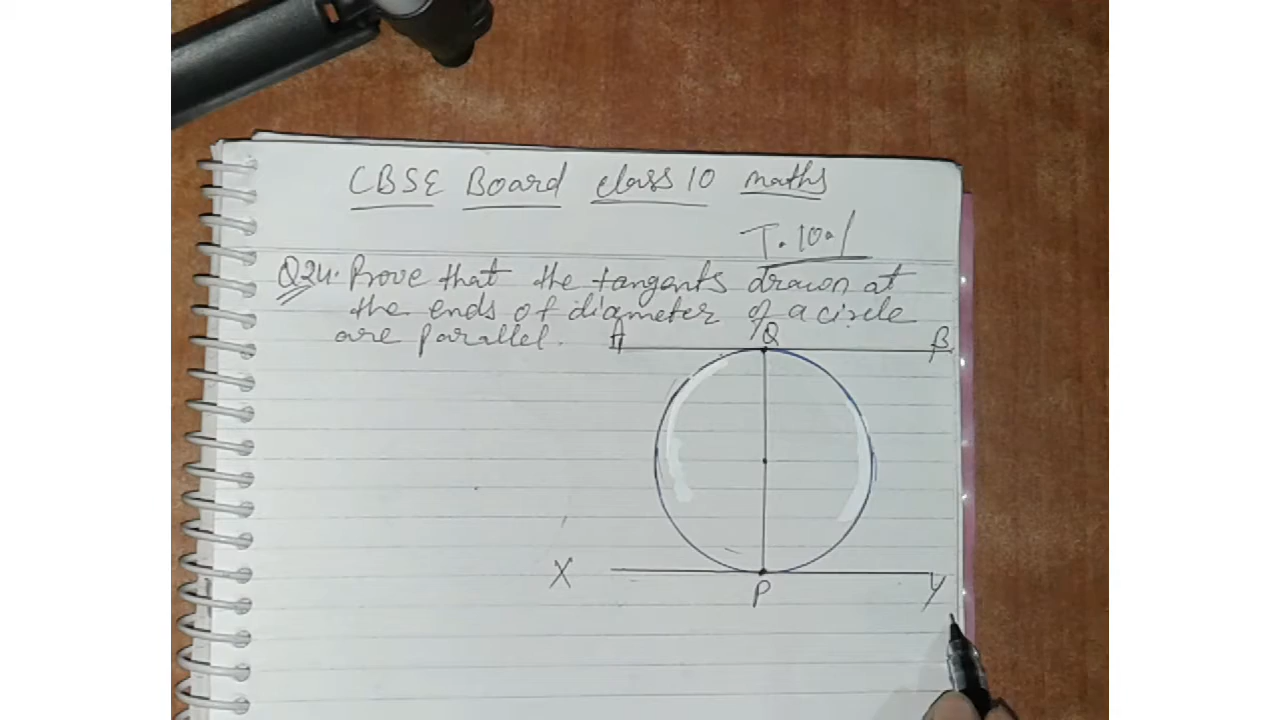 CBSE Board class 10 maths
T. 10.1
Q24. Prove that the tangents drawn at
the ends of diameter of a circle
are parallel.
A Q B
X P Y